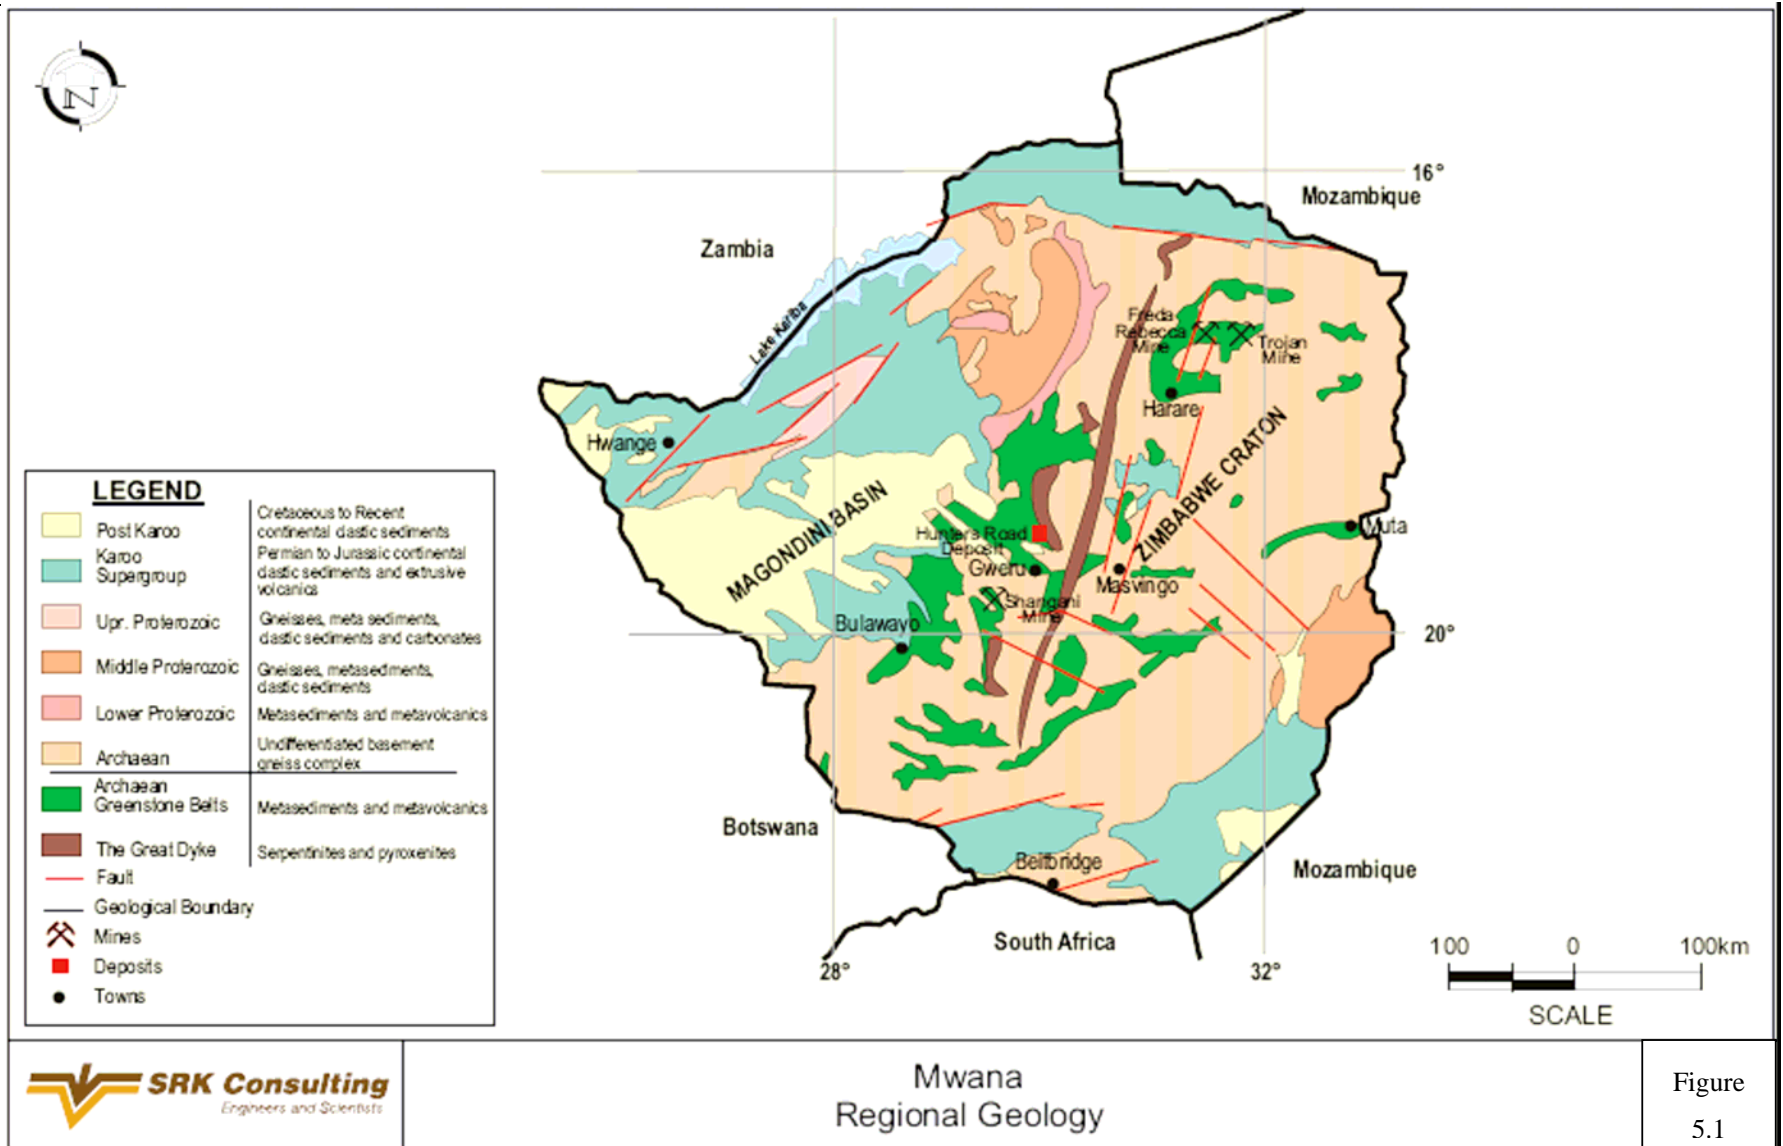 N
16°
Mozambique
Zambia
Lake Kariba
Freda
Rebecca
Mine
Trojan
Mine
Harare
Hwange
ZIMBABWE CRATON
MAGONDINI BASIN
Hunters Road
Deposit
Muta
Gweru
Masvingo
Shangani
Mine
Bulawayo
20°
Botswana
Beitbridge
Mozambique
South Africa
28°
32°
LEGEND
Post Karoo
Cretaceous to Recent
continental clastic sediments
Karoo
Supergroup
Permian to Jurassic continental
clastic sediments and extrusive
volcanics
Upr. Proterozoic
Gneisses, meta sediments,
clastic sediments and carbonates
Middle Proterozoic
Gneisses, metasediments,
clastic sediments
Lower Proterozoic
Metasediments and metavolcanics
Archaean
Undifferentiated basement
gneiss complex
Archaean
Greenstone Belts
Metasediments and metavolcanics
The Great Dyke
Serpentinites and pyroxenites
Fault
Geological Boundary
Mines
Deposits
Towns
100 0 100km
SCALE
SRK Consulting
Engineers and Scientists
Mwana
Regional Geology
Figure
5.1